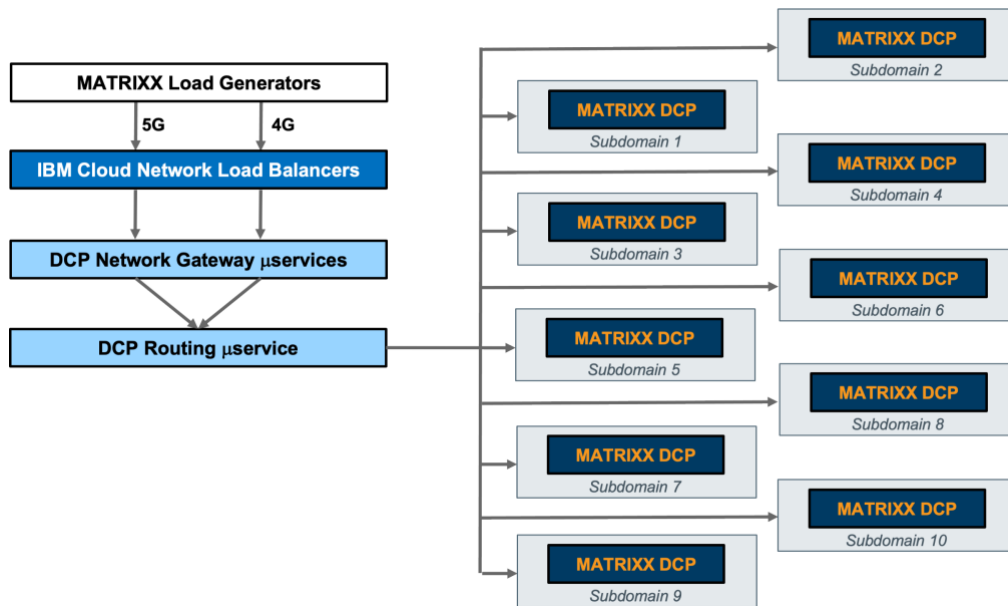 MATRIXX Load Generators
5G
4G
IBM Cloud Network Load Balancers
DCP Network Gateway μservices
DCP Routing μservice
MATRIXX DCP
Subdomain 2
MATRIXX DCP
Subdomain 1
MATRIXX DCP
Subdomain 4
MATRIXX DCP
Subdomain 3
MATRIXX DCP
Subdomain 6
MATRIXX DCP
Subdomain 5
MATRIXX DCP
Subdomain 8
MATRIXX DCP
Subdomain 7
MATRIXX DCP
Subdomain 10
MATRIXX DCP
Subdomain 9